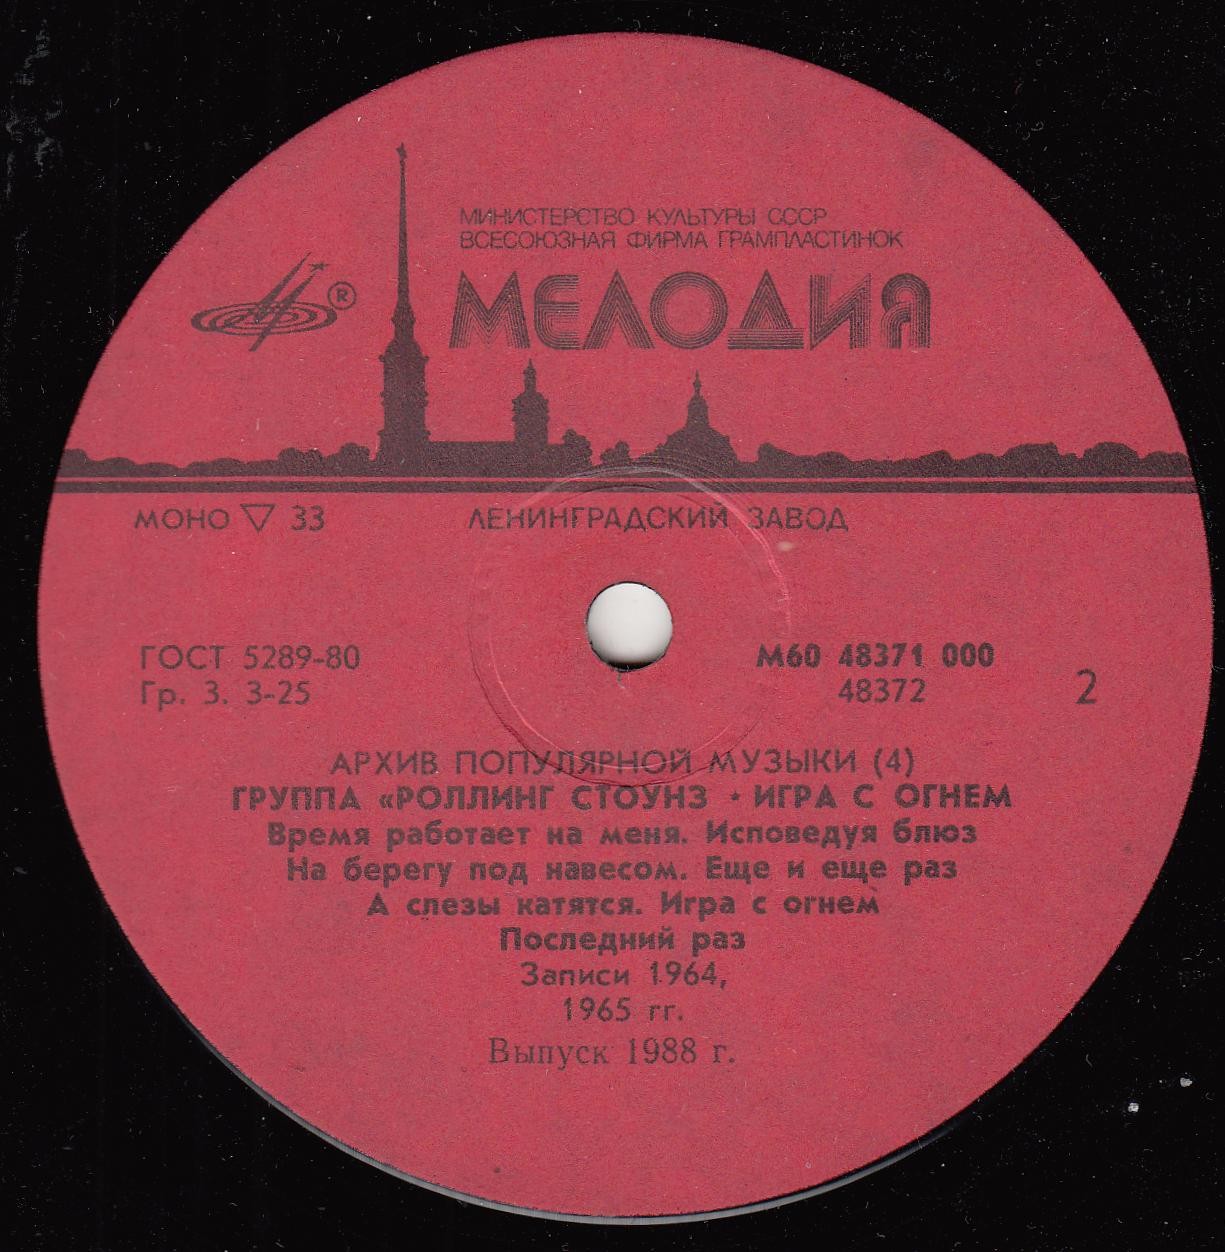 МИНИСТЕРСТВО КУЛЬТУРЫ СССР
ВСЕСОЮЗНАЯ ФИРМА ГРАМПЛАСТИНОК
®
МЕЛОДИЯ
МОНО ▽ 33
ЛЕНИНГРАДСКИЙ ЗАВОД
ГОСТ 5289-80
Гр. 3. 3-25
М60 48371 000
48372
2
АРХИВ ПОПУЛЯРНОЙ МУЗЫКИ (4)
ГРУППА «РОЛЛИНГ СТОУНЗ · ИГРА С ОГНЕМ
Время работает на меня. Исповедуя блюз
На берегу под навесом. Еще и еще раз
А слезы катятся. Игра с огнем
Последний раз
Записи 1964,
1965 гг.
Выпуск 1988 г.